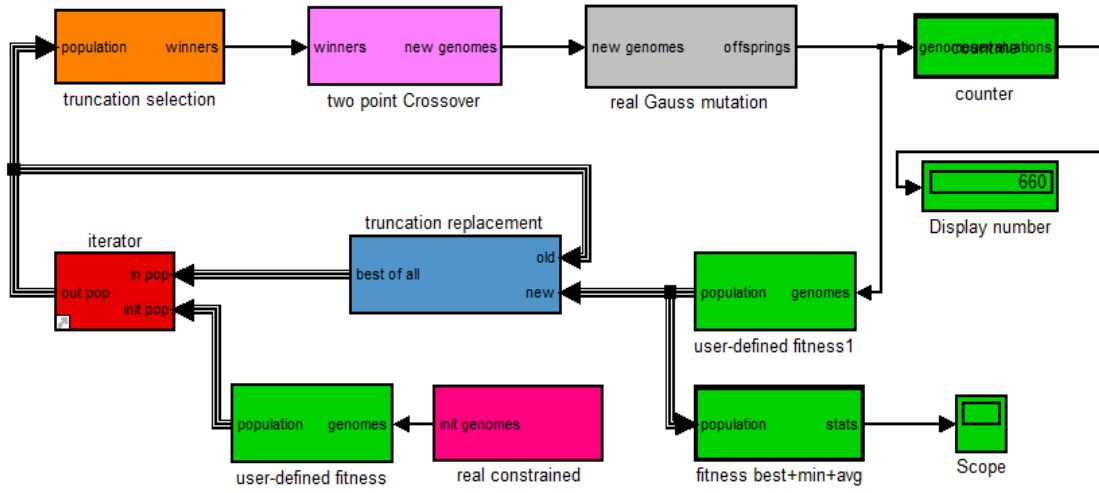 population winners
truncation selection
winners new genomes
two point Crossover
new genomes offsprings
real Gauss mutation
genomes evaluations
counter
660
Display number
truncation replacement
old
best of all
new
iterator
in pop
out pop
init pop
population genomes
user-defined fitness1
population genomes
user-defined fitness
init genomes
real constrained
population stats
fitness best+min+avg
Scope